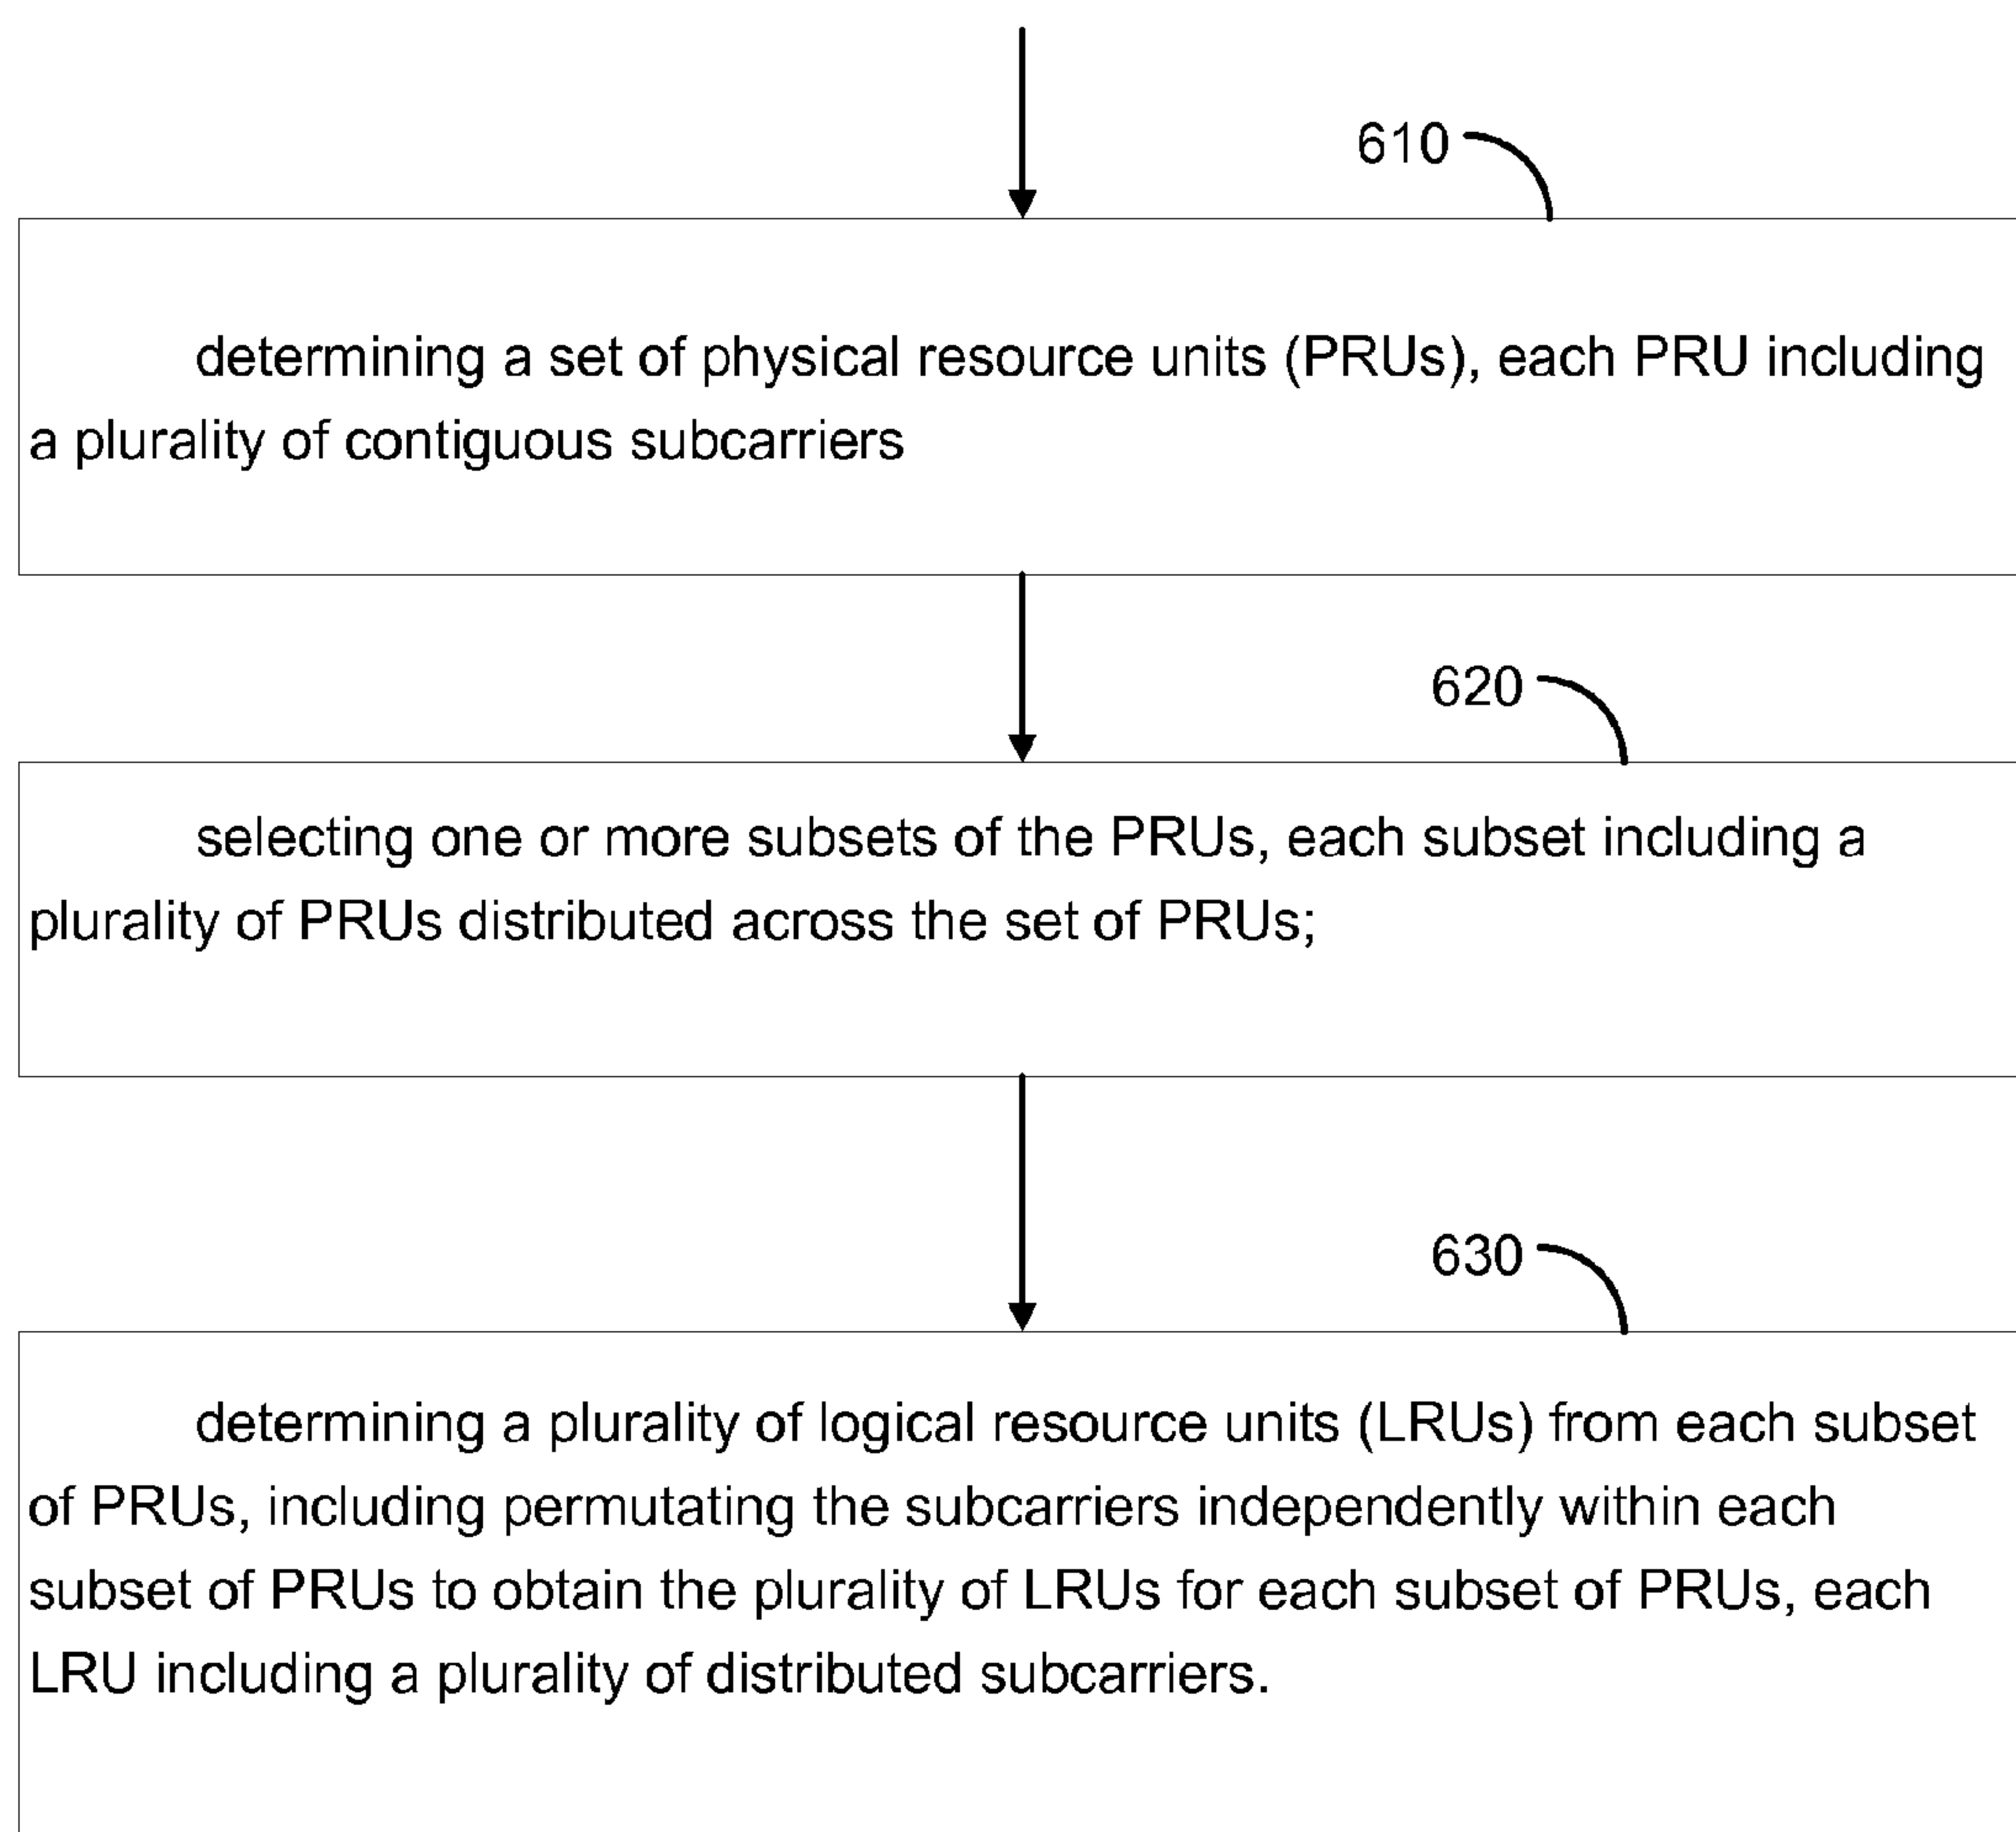 610
determining a set of physical resource units (PRUs), each PRU including
a plurality of contiguous subcarriers
620
selecting one or more subsets of the PRUs, each subset including a
plurality of PRUs distributed across the set of PRUs;
630
determining a plurality of logical resource units (LRUs) from each subset
of PRUs, including permutating the subcarriers independently within each
subset of PRUs to obtain the plurality of LRUs for each subset of PRUs, each
LRU including a plurality of distributed subcarriers.